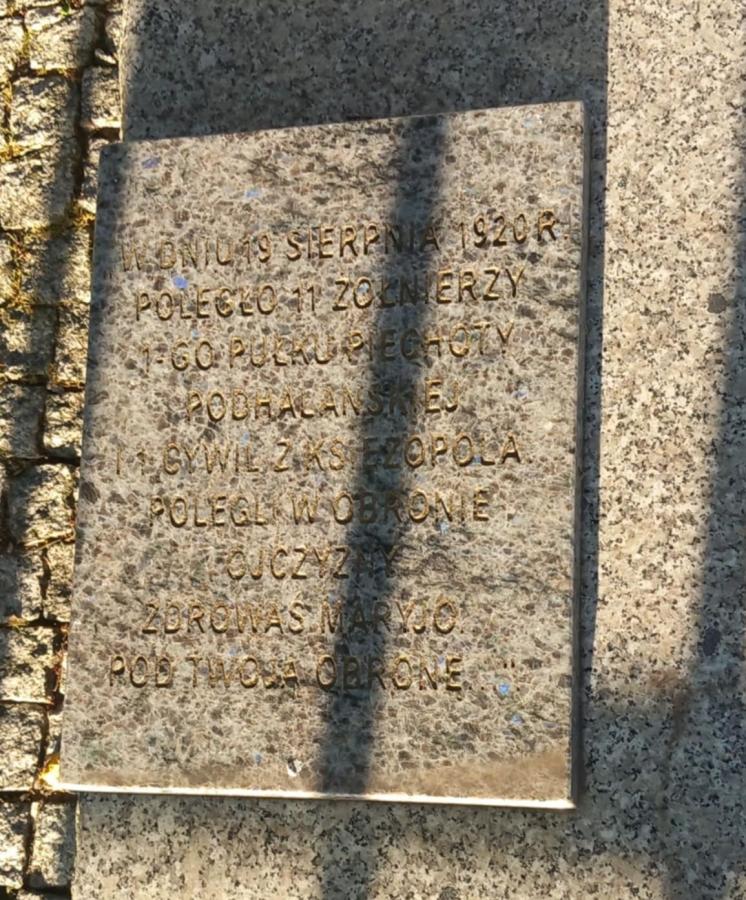 W DNIU 19 SIERPNIA 1920 R.
POLEGŁO 11 ŻOŁNIERZY
1-GO PUŁKU PIECHOTY
PODHALAŃSKIEJ
I 1 CYWIL Z KSIĘŻOPOLA
POLEGLI W OBRONIE
OJCZYZNY
ZDROWAŚ MARYJO...
POD TWOJĄ OBRONĘ..."